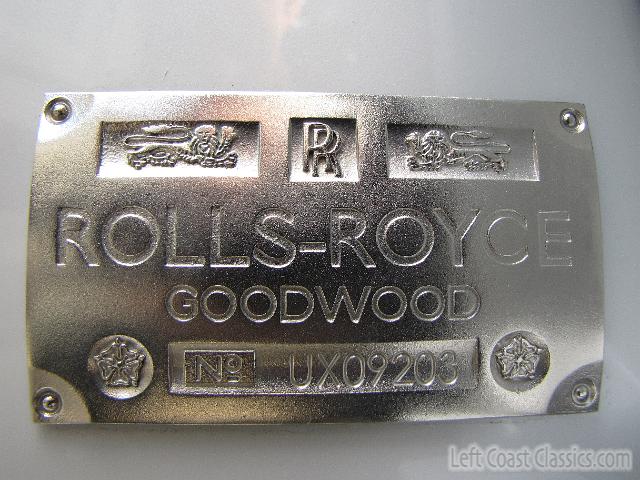 RR
ROLLS-ROYCE
GOODWOOD
Nº UX09203
Left Coast Classics.com